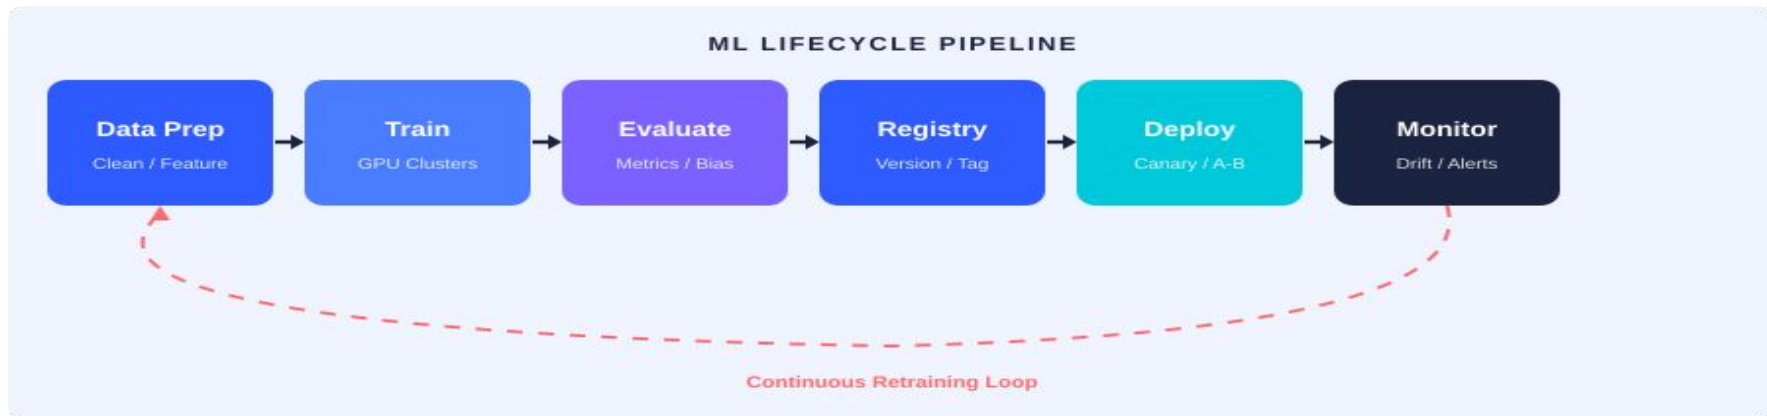 ML LIFECYCLE PIPELINE
Data Prep
Clean / Feature
Train
GPU Clusters
Evaluate
Metrics / Bias
Registry
Version / Tag
Deploy
Canary / A-B
Monitor
Drift / Alerts
Continuous Retraining Loop